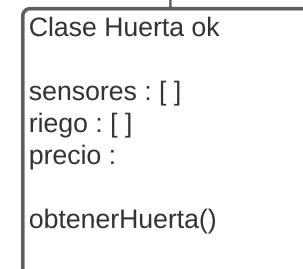 Clase Huerta ok
sensores : [ ]
riego : [ ]
precio :
obtenerHuerta()